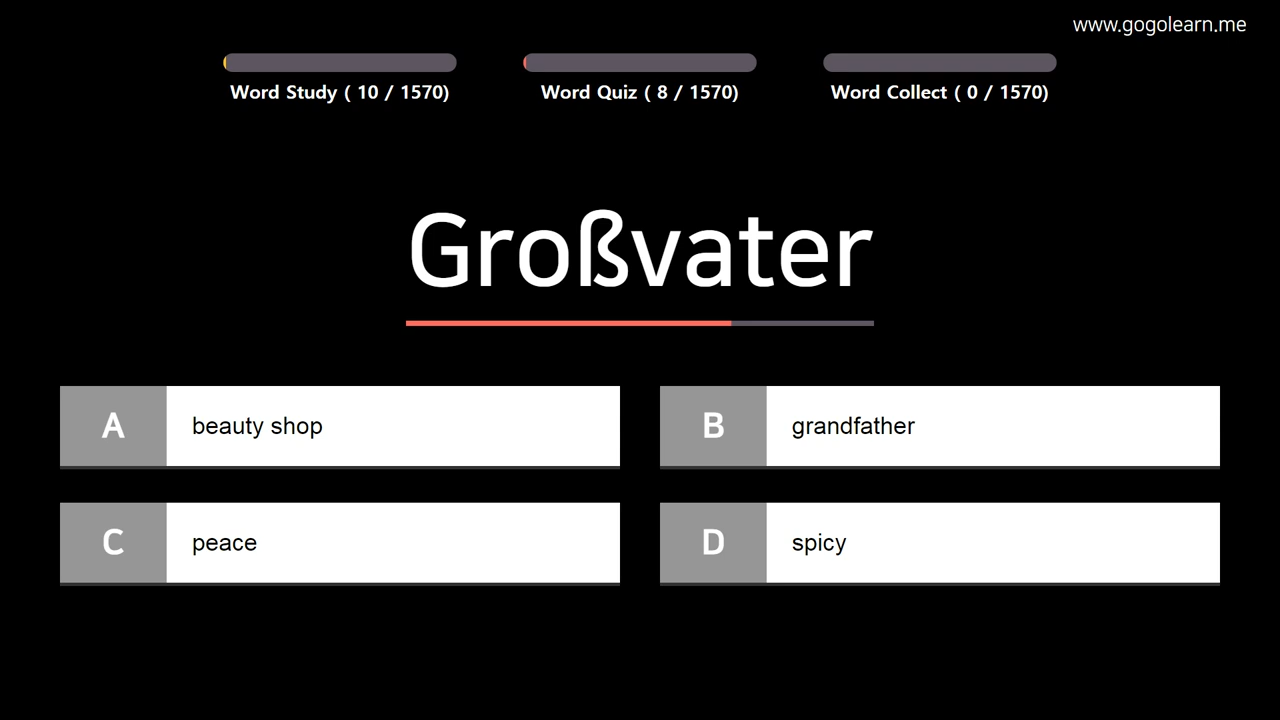 www.gogolearn.me
Word Study ( 10 / 1570)
Word Quiz ( 8 / 1570)
Word Collect ( 0 / 1570)
Großvater
A beauty shop
B grandfather
C peace
D spicy